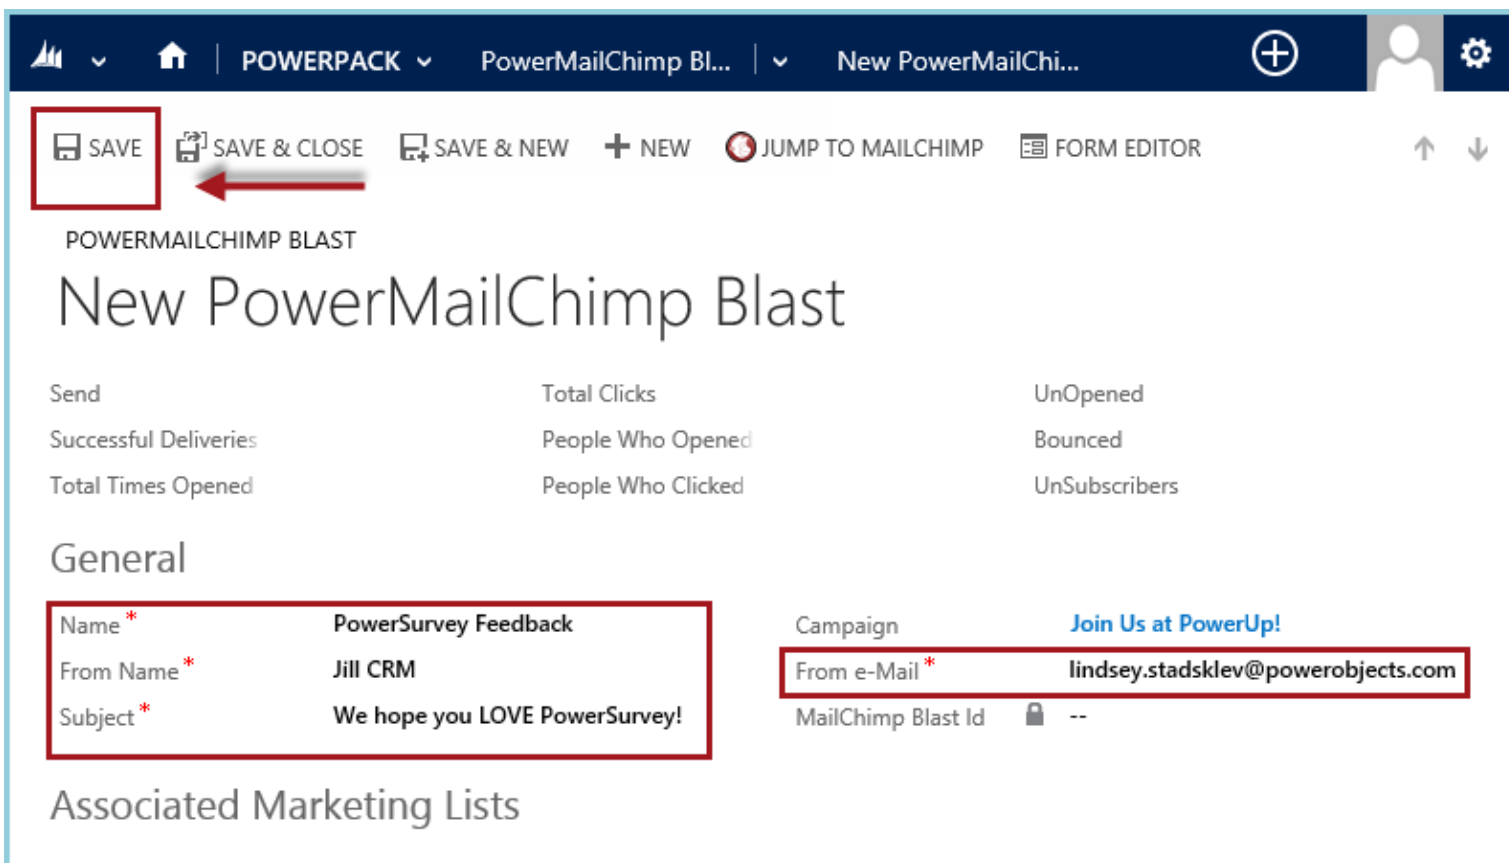 POWERPACK PowerMailChimp Bl... New PowerMailChi...
SAVE SAVE & CLOSE SAVE & NEW NEW JUMP TO MAILCHIMP FORM EDITOR
POWERMAILCHIMP BLAST
New PowerMailChimp Blast
Send Total Clicks UnOpened
Successful Deliveries People Who Opened Bounced
Total Times Opened People Who Clicked UnSubscribers
General
Name * PowerSurvey Feedback Campaign Join Us at PowerUp!
From Name * Jill CRM From e-Mail * lindsey.stadsklev@powerobjects.com
Subject * We hope you LOVE PowerSurvey! MailChimp Blast Id --
Associated Marketing Lists